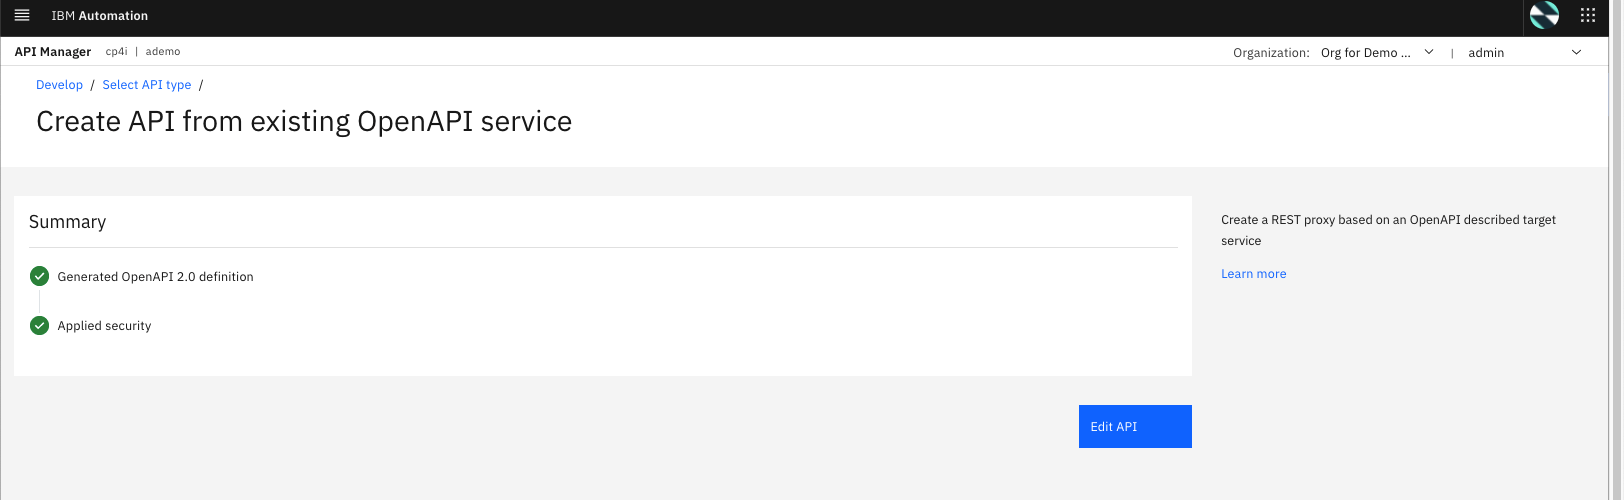 IBM Automation
API Manager cp4i | ademo
Organization: Org for Demo ... | admin
Develop / Select API type /
Create API from existing OpenAPI service
Summary
Generated OpenAPI 2.0 definition
Applied security
Edit API
Create a REST proxy based on an OpenAPI described target
service
Learn more